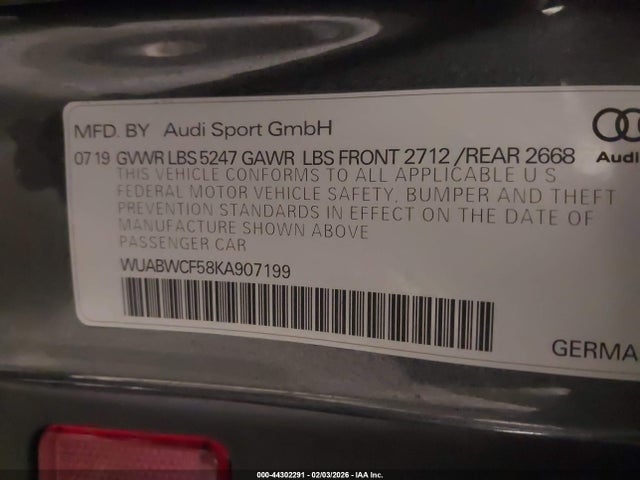 MFD. BY Audi Sport GmbH
07 19 GVWR LBS 5247 GAWR LBS FRONT 2712 /REAR 2668
THIS VEHICLE CONFORMS TO ALL APPLICABLE U S
FEDERAL MOTOR VEHICLE SAFETY, BUMPER AND THEFT
PREVENTION STANDARDS IN EFFECT ON THE DATE OF
MANUFACTURE SHOWN ABOVE
PASSENGER CAR
WUABWCF58KA907199
Audi
GERMA
000-44302291 - 02/03/2026 - IAA Inc.